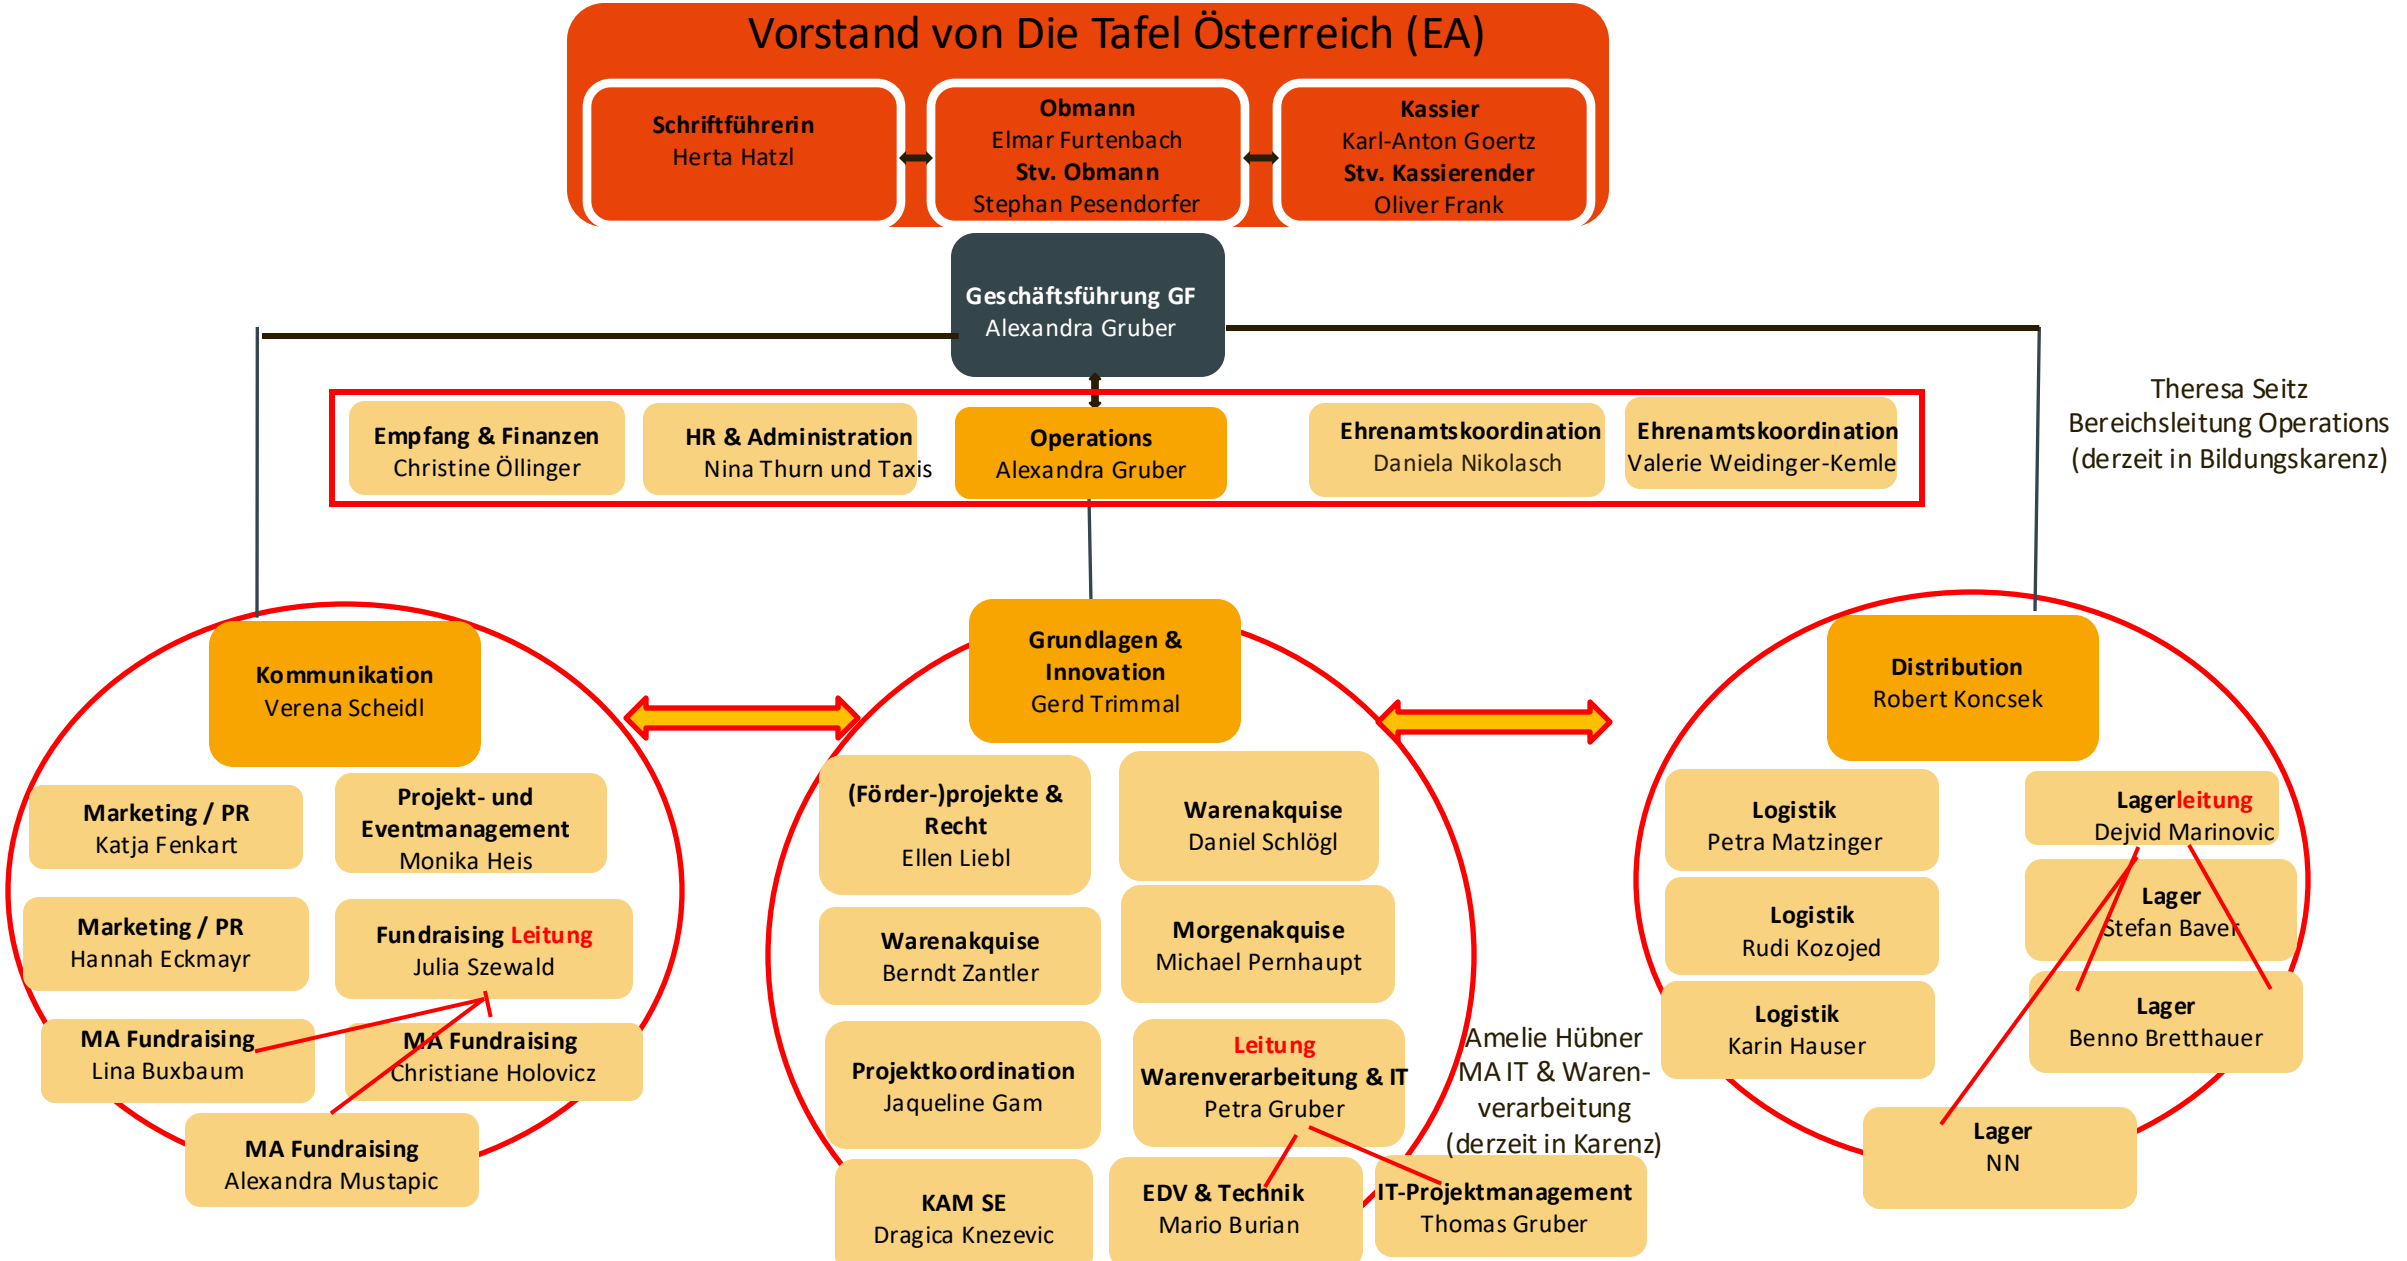 Vorstand von Die Tafel Österreich (EA)
Schriftführerin
Herta Hatzl
Obmann
Elmar Furtenbach
Stv. Obmann
Stephan Pesendorfer
Kassier
Karl-Anton Goertz
Stv. Kassierender
Oliver Frank
Geschäftsführung GF
Alexandra Gruber
Empfang & Finanzen
Christine Öllinger
HR & Administration
Nina Thurn und Taxis
Operations
Alexandra Gruber
Ehrenamtskoordination
Daniela Nikolasch
Ehrenamtskoordination
Valerie Weidinger-Kemle
Theresa Seitz
Bereichsleitung Operations
(derzeit in Bildungskarenz)
Kommunikation
Verena Scheidl
Marketing / PR
Katja Fenkart
Projekt- und
Eventmanagement
Monika Heis
Marketing / PR
Hannah Eckmayr
Fundraising Leitung
Julia Szewald
MA Fundraising
Lina Buxbaum
MA Fundraising
Christiane Holovicz
MA Fundraising
Alexandra Mustapic
Grundlagen &
Innovation
Gerd Trimmal
(Förder-)projekte &
Recht
Ellen Liebl
Warenakquise
Daniel Schlögl
Warenakquise
Berndt Zantler
Morgenakquise
Michael Pernhaupt
Projektkoordination
Jaqueline Gam
Leitung
Warenverarbeitung & IT
Petra Gruber
Amelie Hübner
MA IT & Waren-
verarbeitung
(derzeit in Karenz)
KAM SE
Dragica Knezevic
EDV & Technik
Mario Burian
IT-Projektmanagement
Thomas Gruber
Distribution
Robert Koncsek
Logistik
Petra Matzinger
Lagerleitung
Dejvid Marinovic
Logistik
Rudi Kozojed
Lager
Stefan Baver
Logistik
Karin Hauser
Lager
Benno Bretthauer
Lager
NN